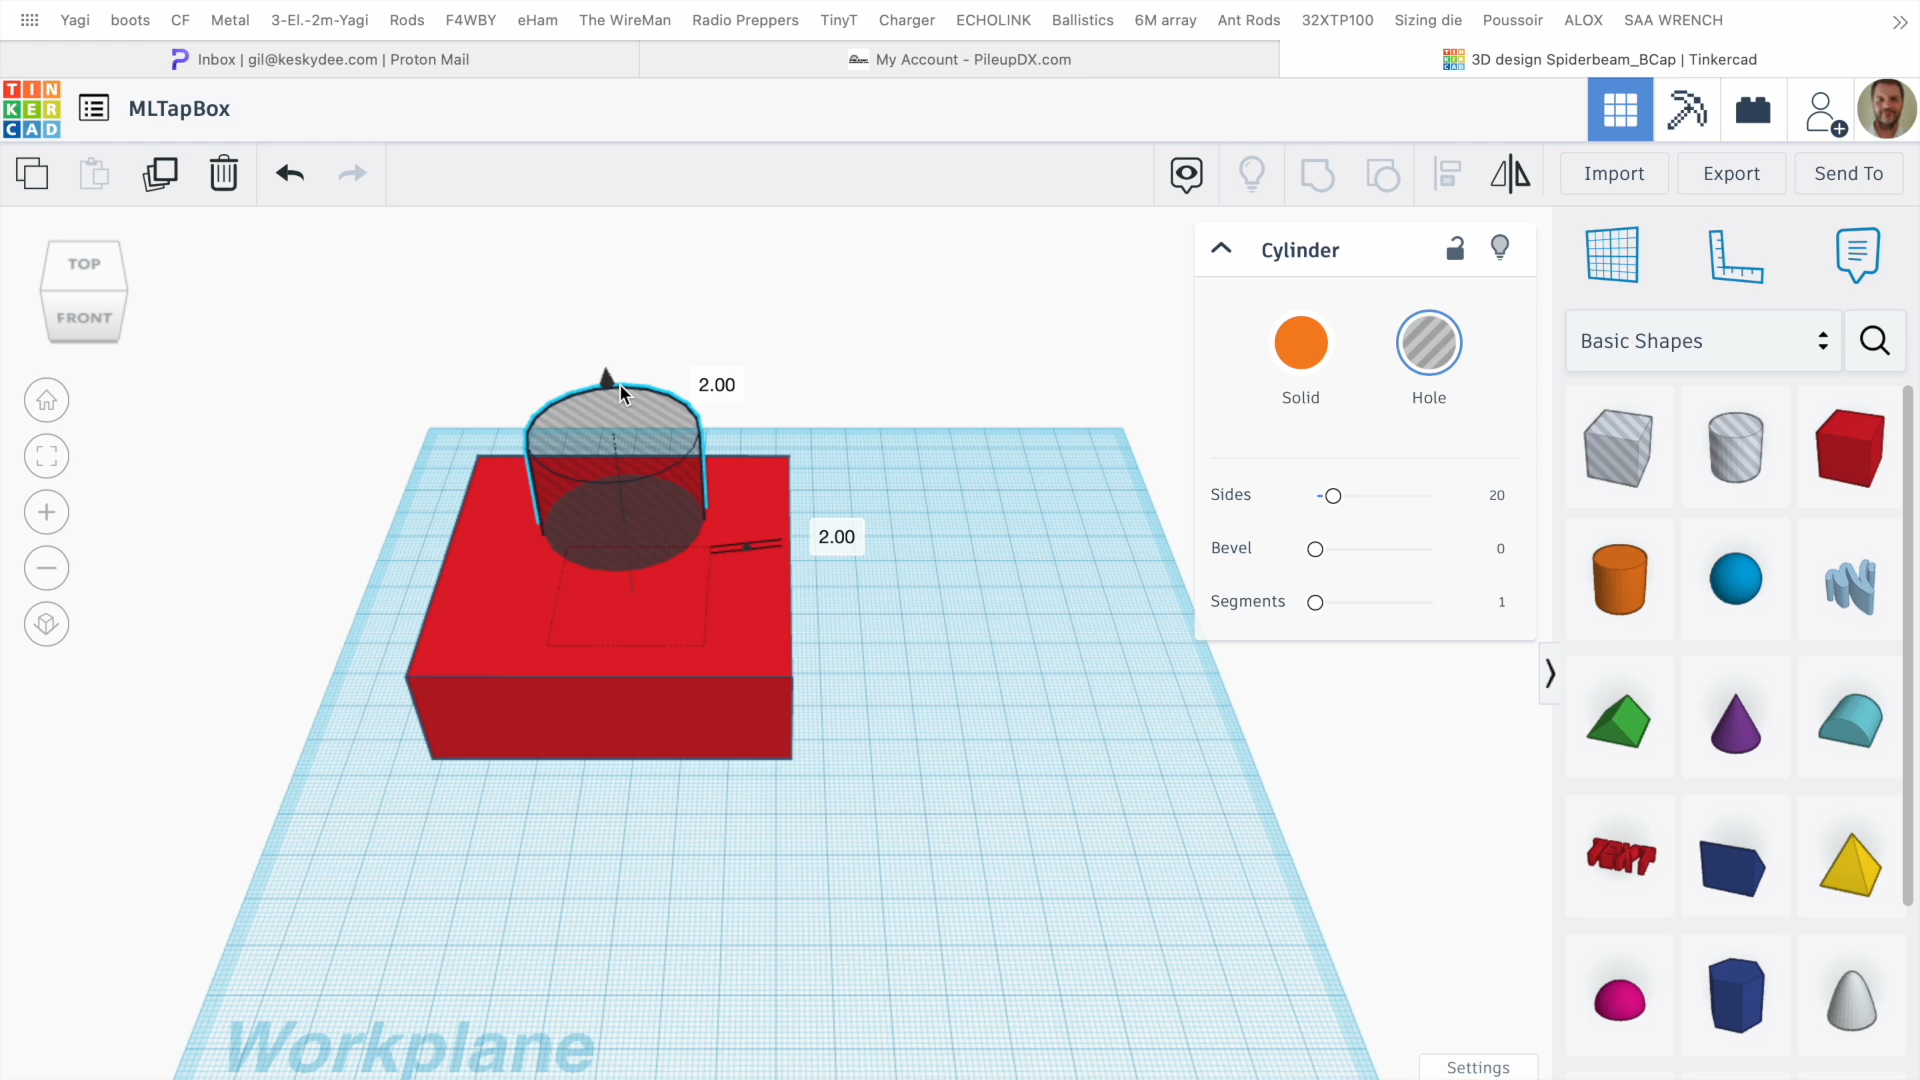 Yagi boots CF Metal 3-El.-2m-Yagi Rods F4WBY eHam The WireMan Radio Preppers TinyT Charger ECHOLINK Ballistics 6M array Ant Rods 32XTP100 Sizing die Poussoir ALOX SAA WRENCH
Inbox | gil@keskydee.com | Proton Mail My Account - PileupDX.com 3D design Spiderbeam_BCap | Tinkercad
TIN
KER
CAD
MLTapBox
Import Export Send To
TOP
FRONT
Cylinder
Solid Hole
Sides 20
Bevel 0
Segments 1
2.00
2.00
Basic Shapes
TEXT
Workplane
Settings